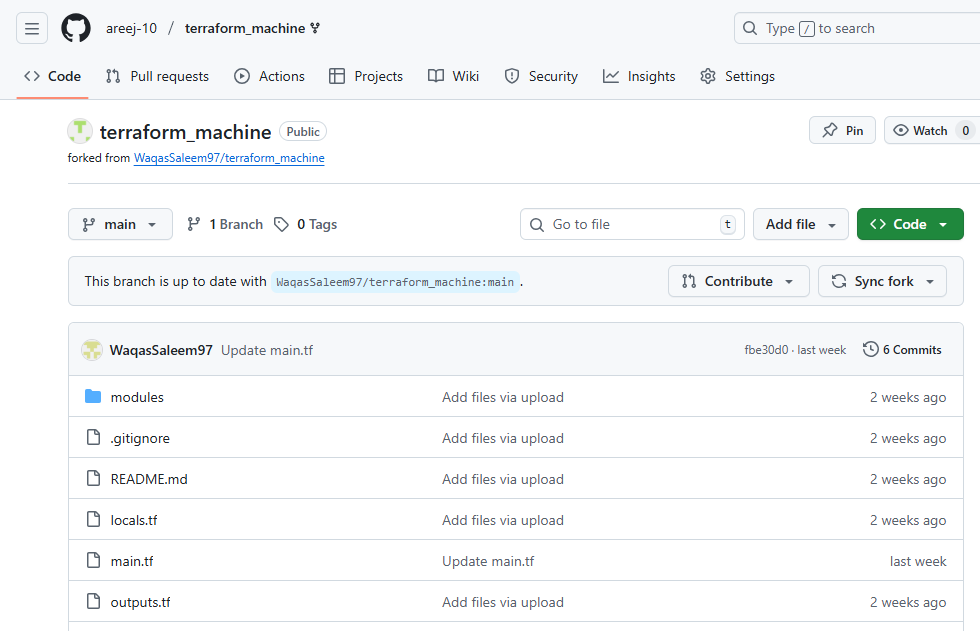 areej-10 / terraform_machine
Type / to search
Code Pull requests Actions Projects Wiki Security Insights Settings
terraform_machine Public
Pin Watch 0
forked from WaqasSaleem97/terraform_machine
main 1 Branch 0 Tags Go to file t Add file Code
This branch is up to date with WaqasSaleem97/terraform_machine:main . Contribute Sync fork
WaqasSaleem97 Update main.tf fbe30d0 · last week 6 Commits
modules Add files via upload 2 weeks ago
.gitignore Add files via upload 2 weeks ago
README.md Add files via upload 2 weeks ago
locals.tf Add files via upload 2 weeks ago
main.tf Update main.tf last week
outputs.tf Add files via upload 2 weeks ago